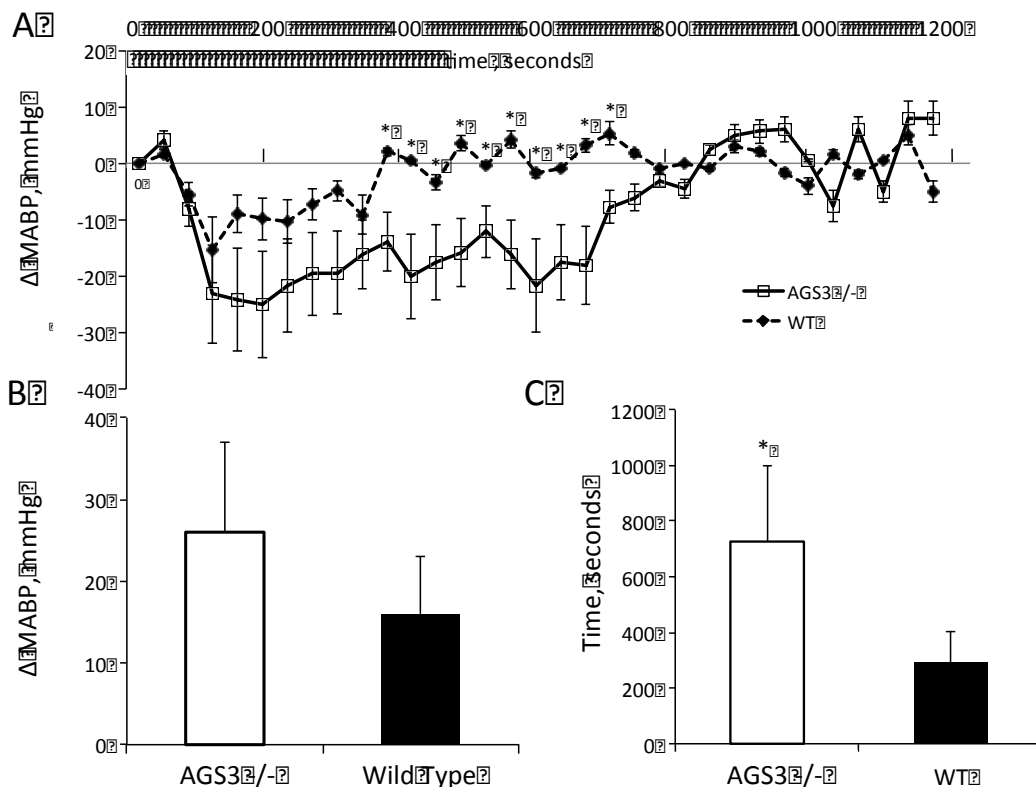 A
0 200 400 600 800 1000 1200
time, seconds
20
10
0
-10
-20
-30
-40
Δ MABP, mmHg
0
* * * * * * * * * *
AGS3 -/-
WT
B
40
30
20
10
0
Δ MABP, mmHg
AGS3 -/-
Wild Type
C
1200
1000
800
600
400
200
0
Time, seconds
*
AGS3 -/-
WT